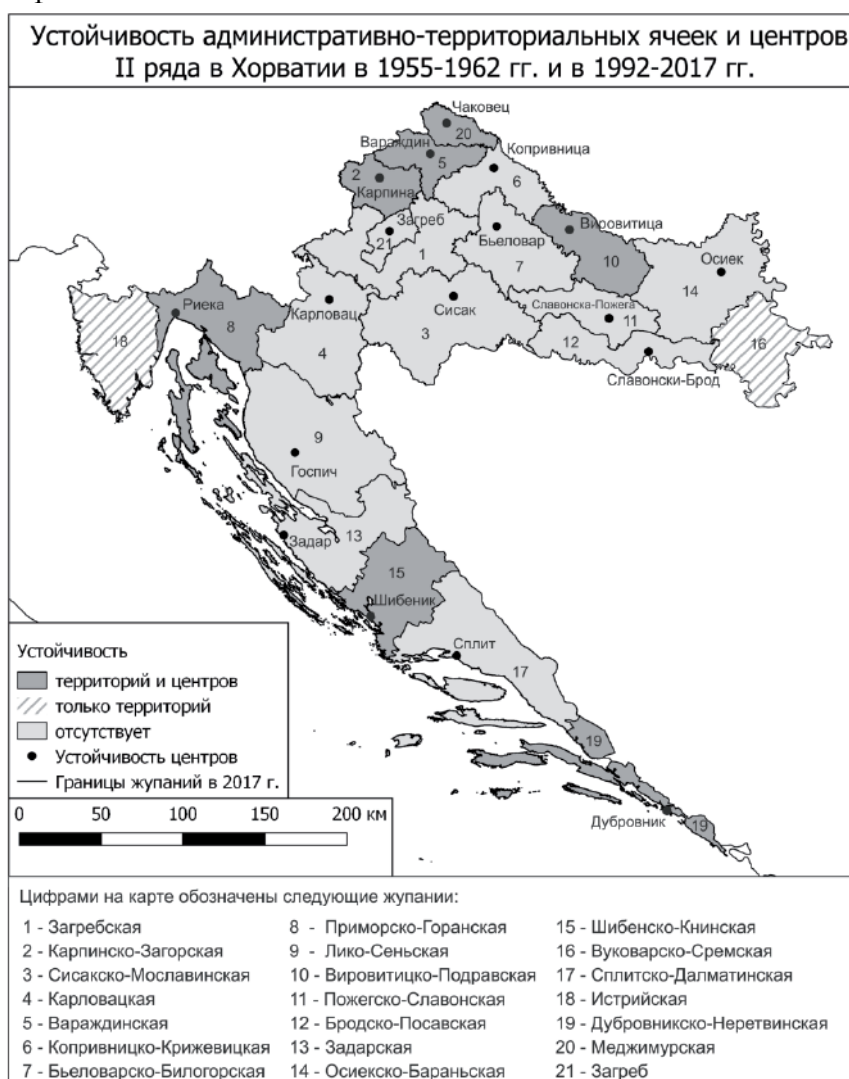 Устойчивость административно-территориальных ячеек и центров
II ряда в Хорватии в 1955-1962 гг. и в 1992-2017 гг.
Чаковец
20
Вараждин
5
Копривница
2
Карпина
6
Загреб
21
1
Бьеловар
7
Вировитица
10
Осиек
14
Риека
8
18
Карловац
4
Сисак
3
Славонска-Пожега
11
12
16
Славонски-Брод
9
Госпич
Задар
13
15
Шибеник
Сплит
17
19
Дубровник
19
Устойчивость
территорий и центров
только территорий
отсутствует
Устойчивость центров
Границы жупаний в 2017 г.
0 50 100 150 200 км
Цифрами на карте обозначены следующие жупании:
1 - Загребская
2 - Карпинско-Загорская
3 - Сисакско-Мославинская
4 - Карловацкая
5 - Вараждинская
6 - Копривницко-Крижевицкая
7 - Бьеловарско-Билогорская
8 - Приморско-Горанская
9 - Лико-Сеньская
10 - Вировитицко-Подравская
11 - Пожегско-Славонская
12 - Бродско-Посавская
13 - Задарская
14 - Осиекско-Бараньская
15 - Шибенско-Книнская
16 - Вуковарско-Сремская
17 - Сплитско-Далматинская
18 - Истрийская
19 - Дубровникско-Неретвинская
20 - Меджимурская
21 - Загреб